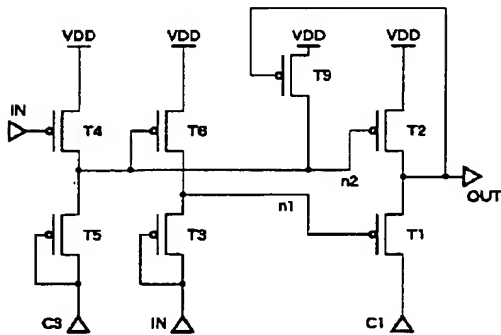 VDD VDD VDD VDD
T9
IN
T4 T6 T2
n2
OUT
n1
T5 T3 T1
C3 IN C1